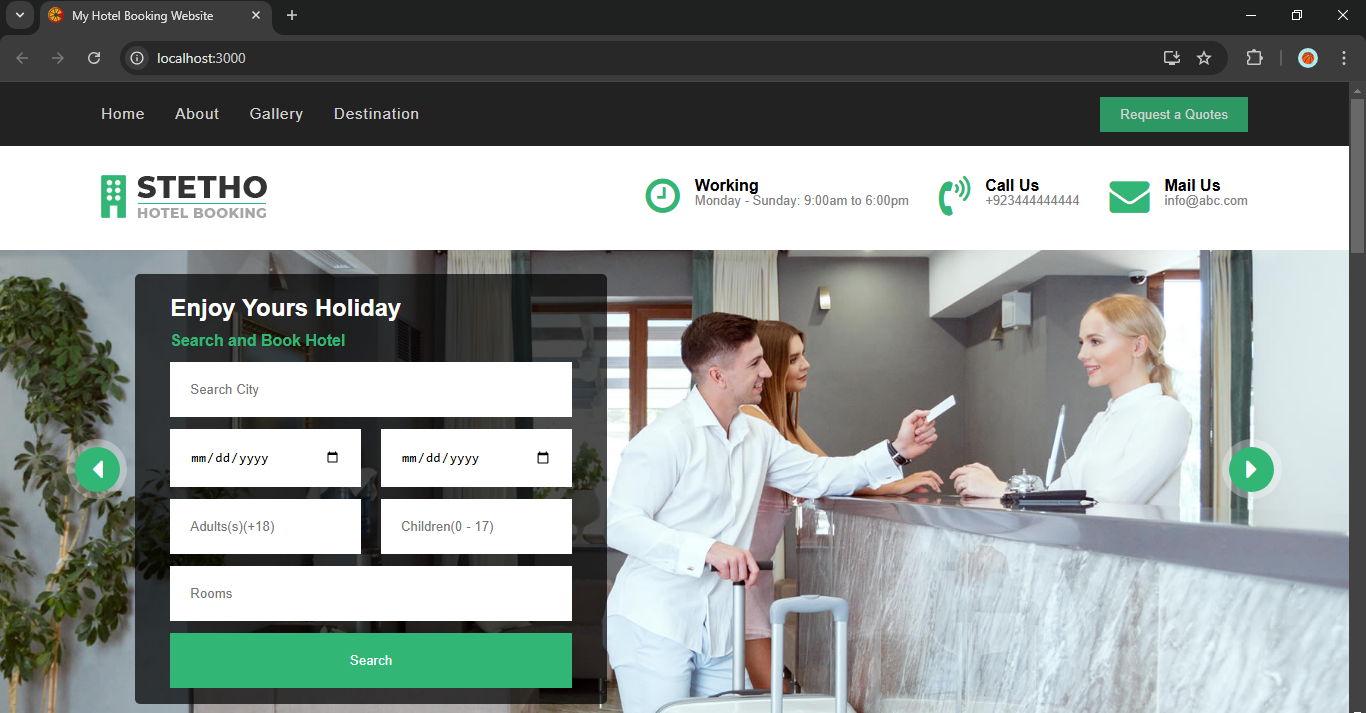 My Hotel Booking Website
localhost:3000
Home About Gallery Destination Request a Quotes
STETHO
HOTEL BOOKING
Working
Monday - Sunday: 9:00am to 6:00pm
Call Us
+923444444444
Mail Us
info@abc.com
Enjoy Yours Holiday
Search and Book Hotel
Search City
mm/dd/yyyy mm/dd/yyyy
Adults(s)(+18) Children(0 - 17)
Rooms
Search